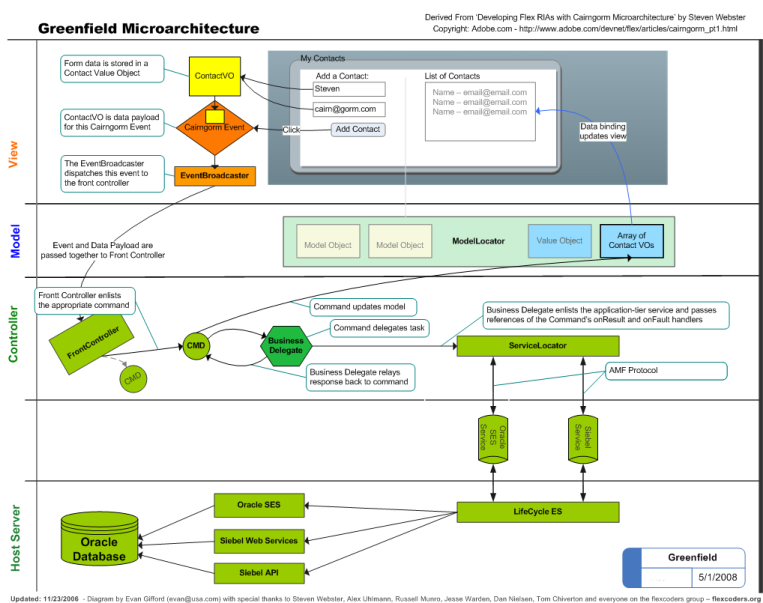 Greenfield Microarchitecture
Derived From 'Developing Flex RIAs with Cairngorm Microarchitecture' by Steven Webster
Copyright: Adobe.com - http://www.adobe.com/devnet/flex/articles/cairngorm_pt1.html
View
Form data is stored in a
Contact Value Object
ContactVO
My Contacts
Add a Contact:
Steven
cairn@gorm.com
Click
Add Contact
List of Contacts
Name – email@email.com
Name – email@email.com
Name – email@email.com
ContactVO is data payload
for this Cairngorm Event
Cairngorm Event
Data binding
updates view
The EventBroadcaster
dispatches this event to
the front controller
EventBroadcaster
Model
Event and Data Payload are
passed together to Front Controller
Model Object
Model Object
ModelLocator
Value Object
Array of
Contact VOs
Controller
Frontt Controller enlists
the appropriate command
FrontController
CMD
CMD
Command updates model
Command delegates task
Business
Delegate
Business Delegate relays
response back to command
Business Delegate enlists the application-tier service and passes
references of the Command's onResult and onFault handlers
ServiceLocator
AMF Protocol
Oracle
SES
Service
Siebel
Service
Host Server
Oracle
Database
Oracle SES
Siebel Web Services
Siebel API
LifeCycle ES
Greenfield
5/1/2008
Updated: 11/23/2006 - Diagram by Evan Gifford (evan@usa.com) with special thanks to Steven Webster, Alex Uhlmann, Russell Munro, Jesse Warden, Dan Nielsen, Tom Chiverton and everyone on the flexcoders group – flexcoders.org